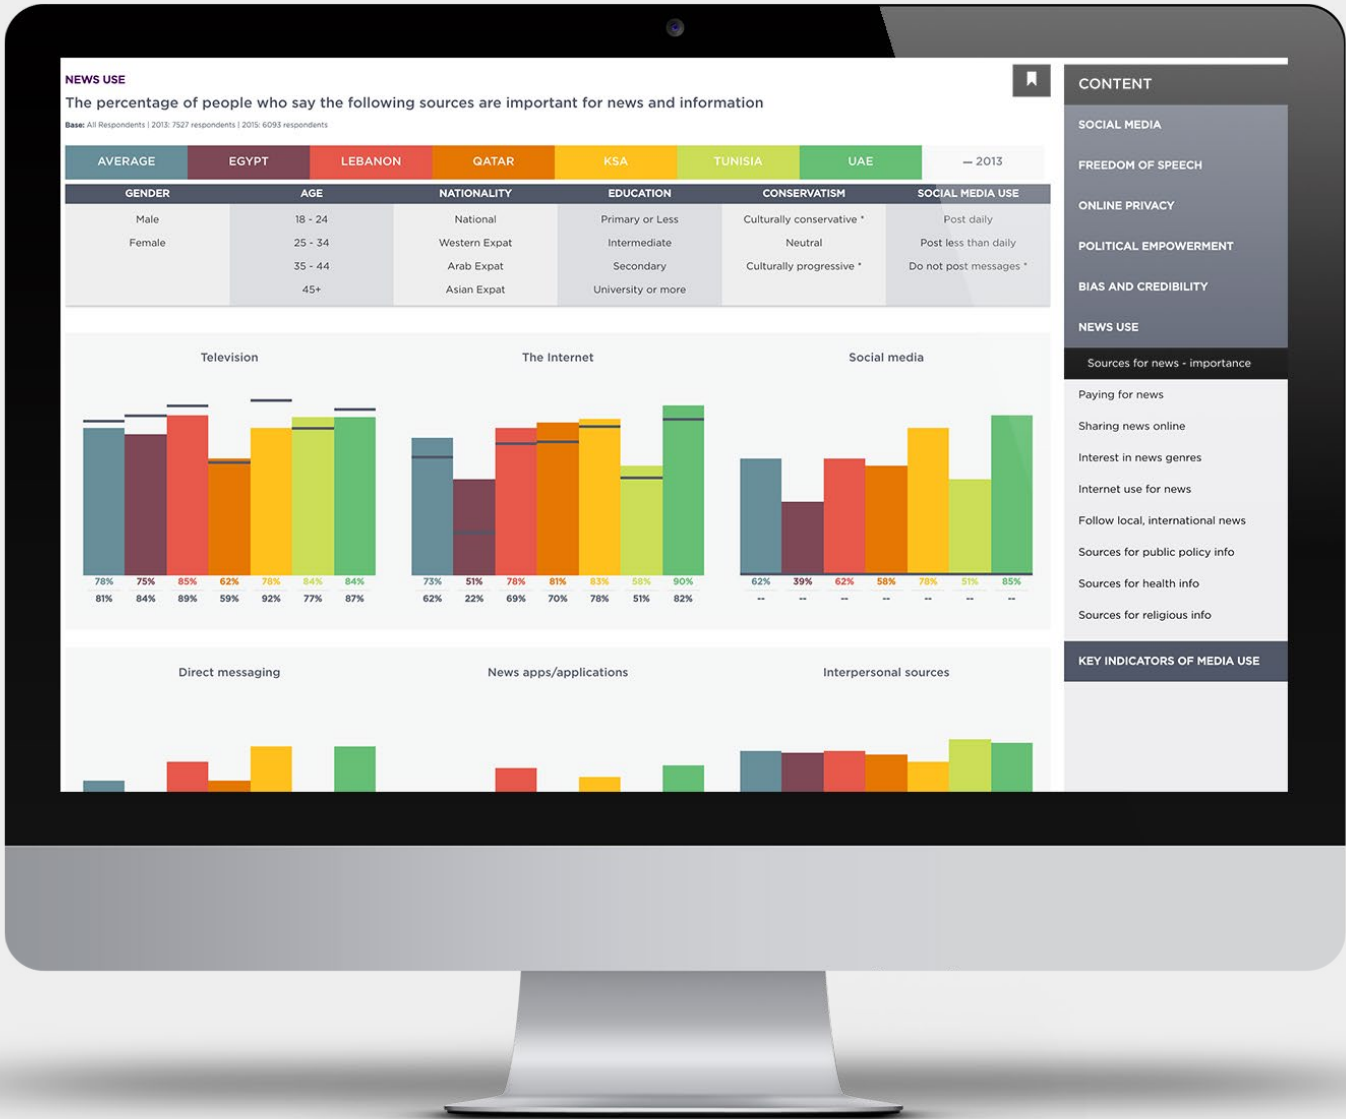 NEWS USE
The percentage of people who say the following sources are important for news and information
Base: All Respondents | 2013: 7527 respondents | 2015: 6093 respondents
AVERAGE EGYPT LEBANON QATAR KSA TUNISIA UAE — 2013
GENDER AGE NATIONALITY EDUCATION CONSERVATISM SOCIAL MEDIA USE
Male 18 - 24 National Primary or Less Culturally conservative * Post daily
Female 25 - 34 Western Expat Intermediate Neutral Post less than daily
35 - 44 Arab Expat Secondary Culturally progressive * Do not post messages *
45+ Asian Expat University or more
Television The Internet Social media
78% 75% 85% 62% 78% 84% 84% 73% 51% 78% 81% 83% 58% 90% 62% 39% 62% 58% 78% 51% 85%
81% 84% 89% 59% 92% 77% 87% 62% 22% 69% 70% 78% 51% 82% -- -- -- -- -- -- --
Direct messaging News apps/applications Interpersonal sources
CONTENT
SOCIAL MEDIA
FREEDOM OF SPEECH
ONLINE PRIVACY
POLITICAL EMPOWERMENT
BIAS AND CREDIBILITY
NEWS USE
Sources for news - importance
Paying for news
Sharing news online
Interest in news genres
Internet use for news
Follow local, international news
Sources for public policy info
Sources for health info
Sources for religious info
KEY INDICATORS OF MEDIA USE